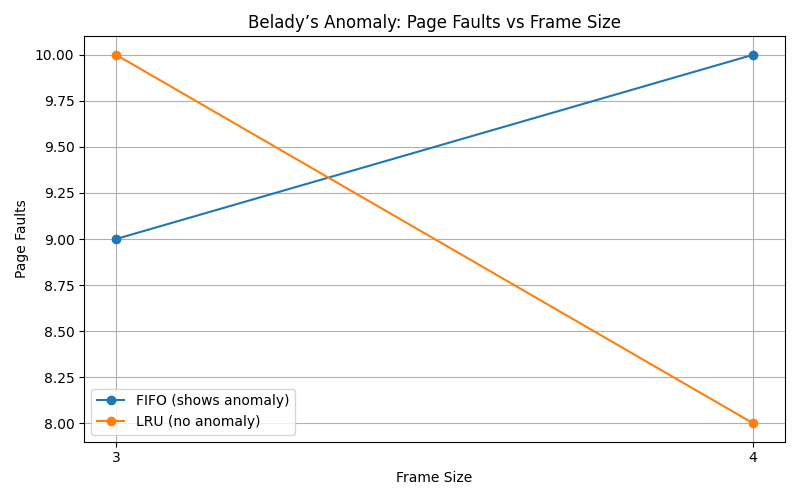 Belady’s Anomaly: Page Faults vs Frame Size
Page Faults
10.00
9.75
9.50
9.25
9.00
8.75
8.50
8.25
8.00
FIFO (shows anomaly)
LRU (no anomaly)
3
4
Frame Size